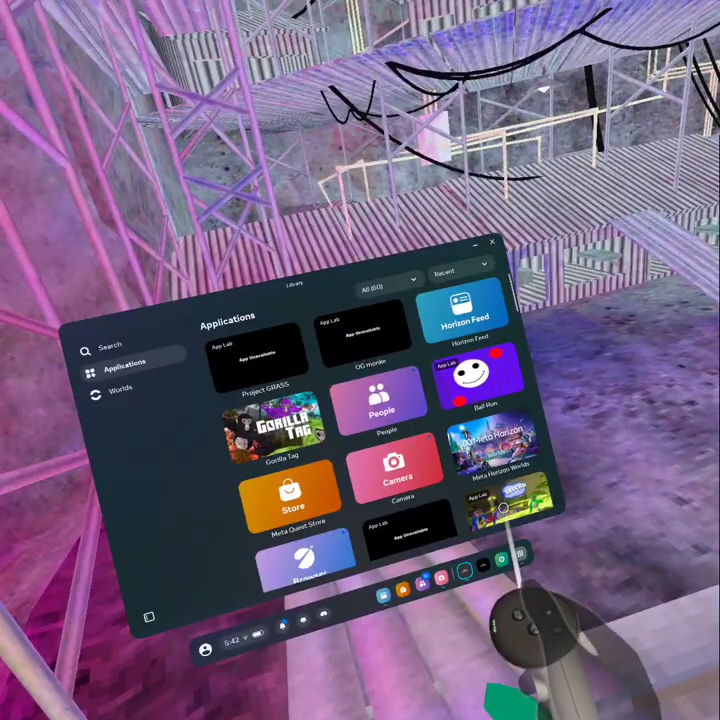 Library
Applications
All (60)
Recent
Search
Applications
Worlds
App Lab
App Unavailable
Project GRASS
App Lab
App Unavailable
OG monke
Horizon Feed
Horizon Feed
GORILLA
TAG
Gorilla Tag
People
People
App Lab
Ball Run
Store
Meta Quest Store
Camera
Camera
Meta Horizon
Worlds
Meta Horizon Worlds
Browser
App Lab
App Unavailable
App Lab
5:42